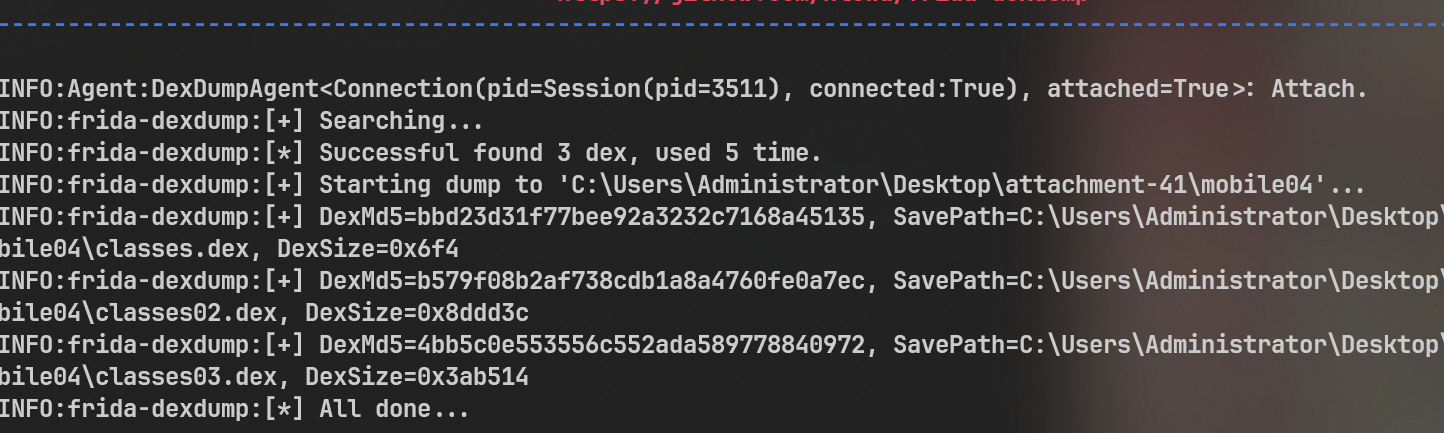 INFO:Agent:DexDumpAgent<Connection(pid=Session(pid=3511), connected:True), attached=True>: Attach.
INFO:frida-dexdump:[+] Searching...
INFO:frida-dexdump:[*] Successful found 3 dex, used 5 time.
INFO:frida-dexdump:[+] Starting dump to 'C:\Users\Administrator\Desktop\attachment-41\mobile04'...
INFO:frida-dexdump:[+] DexMd5=bbd23d31f77bee92a3232c7168a45135, SavePath=C:\Users\Administrator\Desktop\
bile04\classes.dex, DexSize=0x6f4
INFO:frida-dexdump:[+] DexMd5=b579f08b2af738cdb1a8a4760fe0a7ec, SavePath=C:\Users\Administrator\Desktop\
bile04\classes02.dex, DexSize=0x8ddd3c
INFO:frida-dexdump:[+] DexMd5=4bb5c0e553556c552ada589778840972, SavePath=C:\Users\Administrator\Desktop\
bile04\classes03.dex, DexSize=0x3ab514
INFO:frida-dexdump:[*] All done...